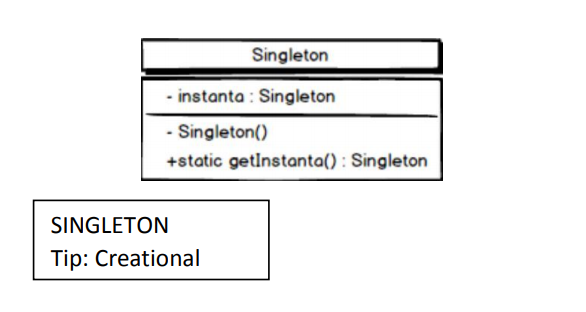 Singleton
- instanta : Singleton
- Singleton()
+static getInstanta() : Singleton
SINGLETON
Tip: Creational